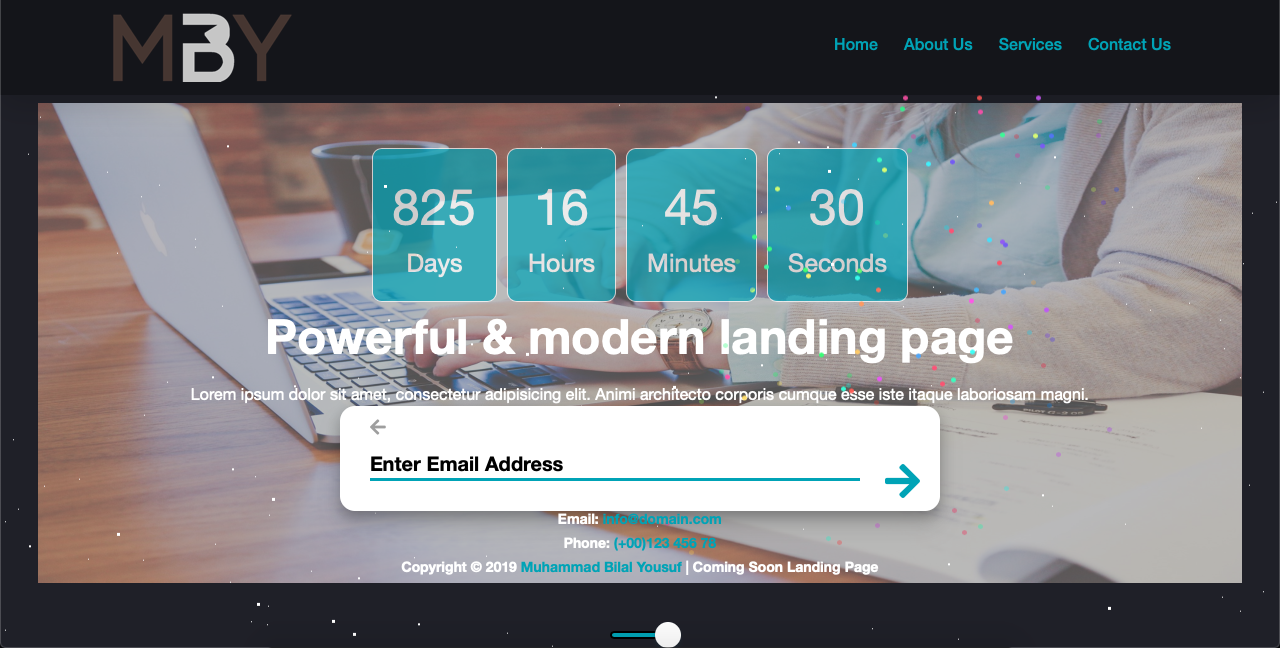 MBY
Home About Us Services Contact Us
825 16 45 30
Days Hours Minutes Seconds
Powerful & modern landing page
Lorem ipsum dolor sit amet, consectetur adipisicing elit. Animi architecto corporis cumque esse iste itaque laboriosam magni.
Enter Email Address
Email: info@domain.com
Phone: (+00)123 456 78
Copyright © 2019 Muhammad Bilal Yousuf | Coming Soon Landing Page